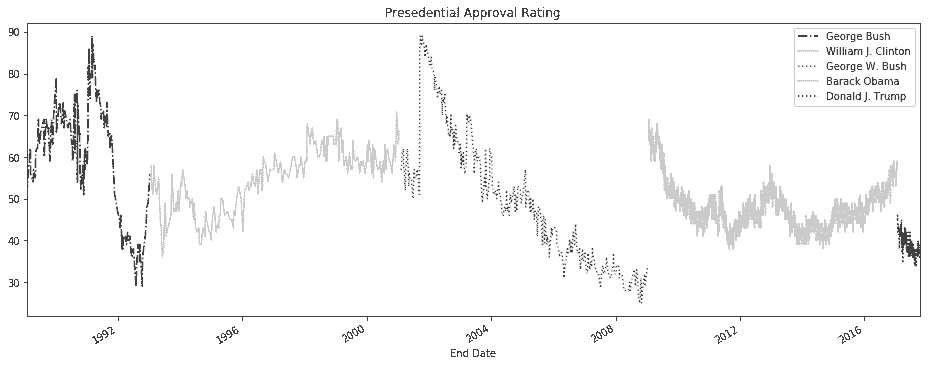 Presedential Approval Rating
90
80
70
60
50
40
30
George Bush
William J. Clinton
George W. Bush
Barack Obama
Donald J. Trump
1992
1996
2000
2004
2008
2012
2016
End Date